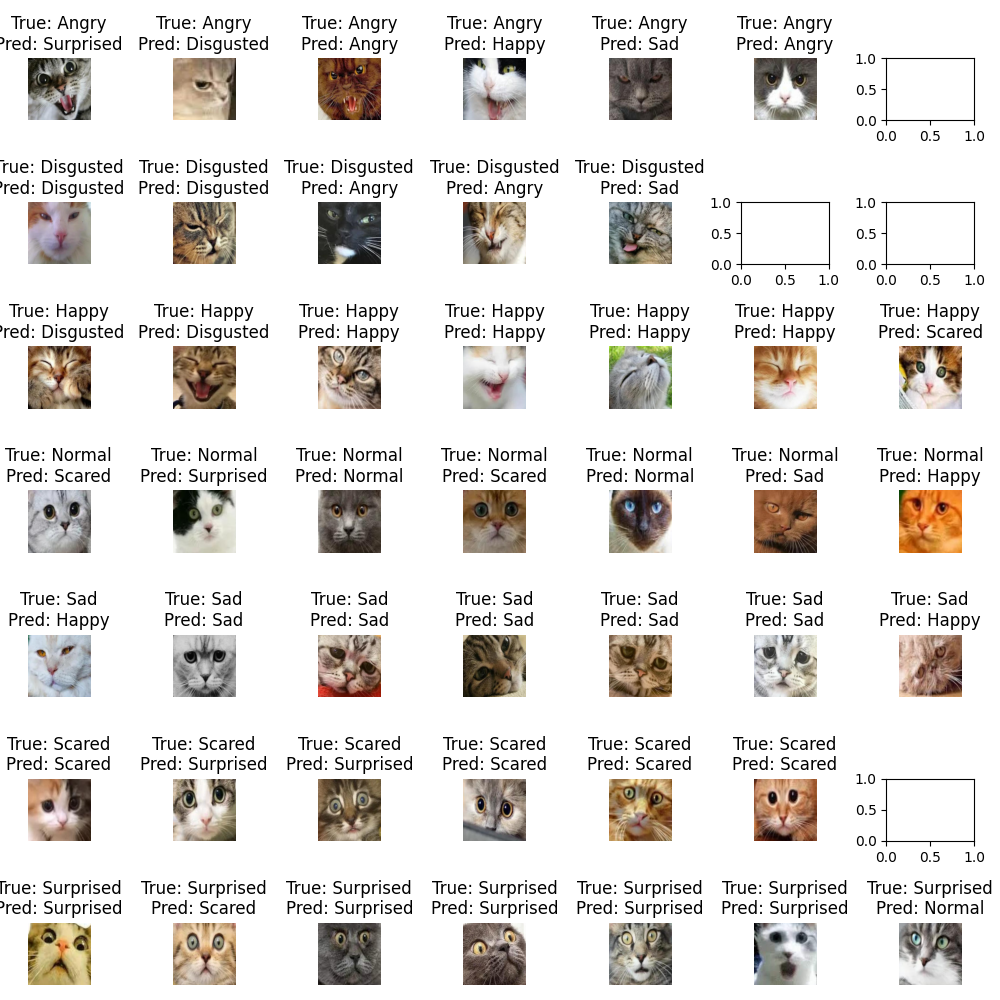 True: Angry True: Angry True: Angry True: Angry True: Angry True: Angry
Pred: Surprised Pred: Disgusted Pred: Angry Pred: Happy Pred: Sad Pred: Angry
1.0
0.5
0.0
0.0 0.5 1.0
True: Disgusted True: Disgusted True: Disgusted True: Disgusted True: Disgusted
Pred: Disgusted Pred: Disgusted Pred: Angry Pred: Angry Pred: Sad
1.0 1.0
0.5 0.5
0.0 0.0
0.0 0.5 1.0 0.0 0.5 1.0
True: Happy True: Happy True: Happy True: Happy True: Happy True: Happy True: Happy
Pred: Disgusted Pred: Disgusted Pred: Happy Pred: Happy Pred: Happy Pred: Happy Pred: Scared
True: Normal True: Normal True: Normal True: Normal True: Normal True: Normal True: Normal
Pred: Scared Pred: Surprised Pred: Normal Pred: Scared Pred: Normal Pred: Sad Pred: Happy
True: Sad True: Sad True: Sad True: Sad True: Sad True: Sad True: Sad
Pred: Happy Pred: Sad Pred: Sad Pred: Sad Pred: Sad Pred: Sad Pred: Happy
True: Scared True: Scared True: Scared True: Scared True: Scared True: Scared
Pred: Scared Pred: Surprised Pred: Surprised Pred: Scared Pred: Scared Pred: Scared
1.0
0.5
0.0
0.0 0.5 1.0
True: Surprised True: Surprised True: Surprised True: Surprised True: Surprised True: Surprised True: Surprised
Pred: Surprised Pred: Scared Pred: Surprised Pred: Surprised Pred: Surprised Pred: Surprised Pred: Normal